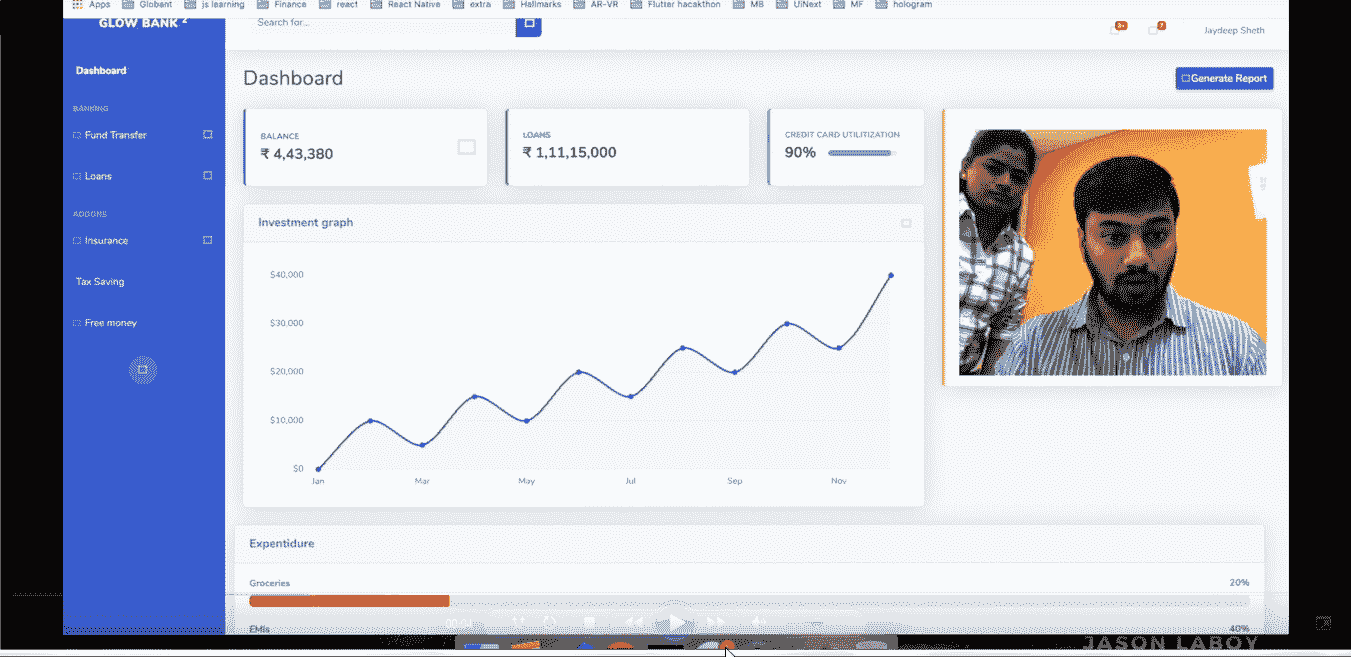 Apps Globant js learning Finance react React Native extra Hallmarks AR-VR Flutter hacakthon MB UiNext MF hologram
GLOW BANK 2
Search for...
3+ 7 Jaydeep Sheth
Dashboard
Dashboard
Generate Report
BANKING
Fund Transfer
Loans
ADDONS
Insurance
Tax Saving
Free money
BALANCE
₹ 4,43,380
LOANS
₹ 1,11,15,000
CREDIT CARD UTILITIZATION
90%
Investment graph
$40,000
$30,000
$20,000
$10,000
$0
Jan Mar May Jul Sep Nov
Expentidure
Groceries 20%
EMIs 40%
JASON LABOY